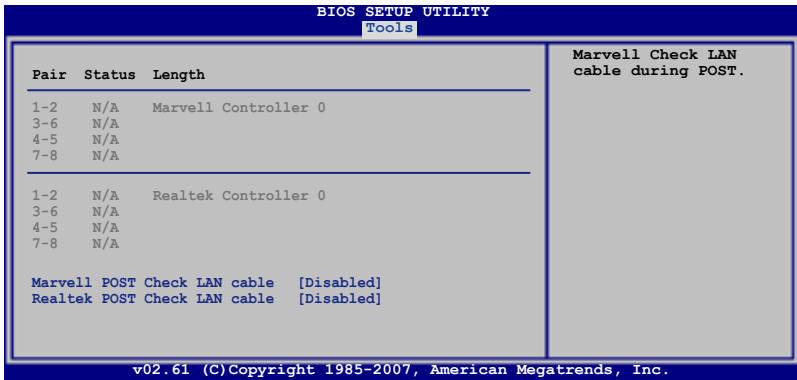 BIOS SETUP UTILITY
Tools
Pair Status Length
1-2 N/A Marvell Controller 0
3-6 N/A
4-5 N/A
7-8 N/A
1-2 N/A Realtek Controller 0
3-6 N/A
4-5 N/A
7-8 N/A
Marvell POST Check LAN cable [Disabled]
Realtek POST Check LAN cable [Disabled]
Marvell Check LAN
cable during POST.
v02.61 (C)Copyright 1985-2007, American Megatrends, Inc.